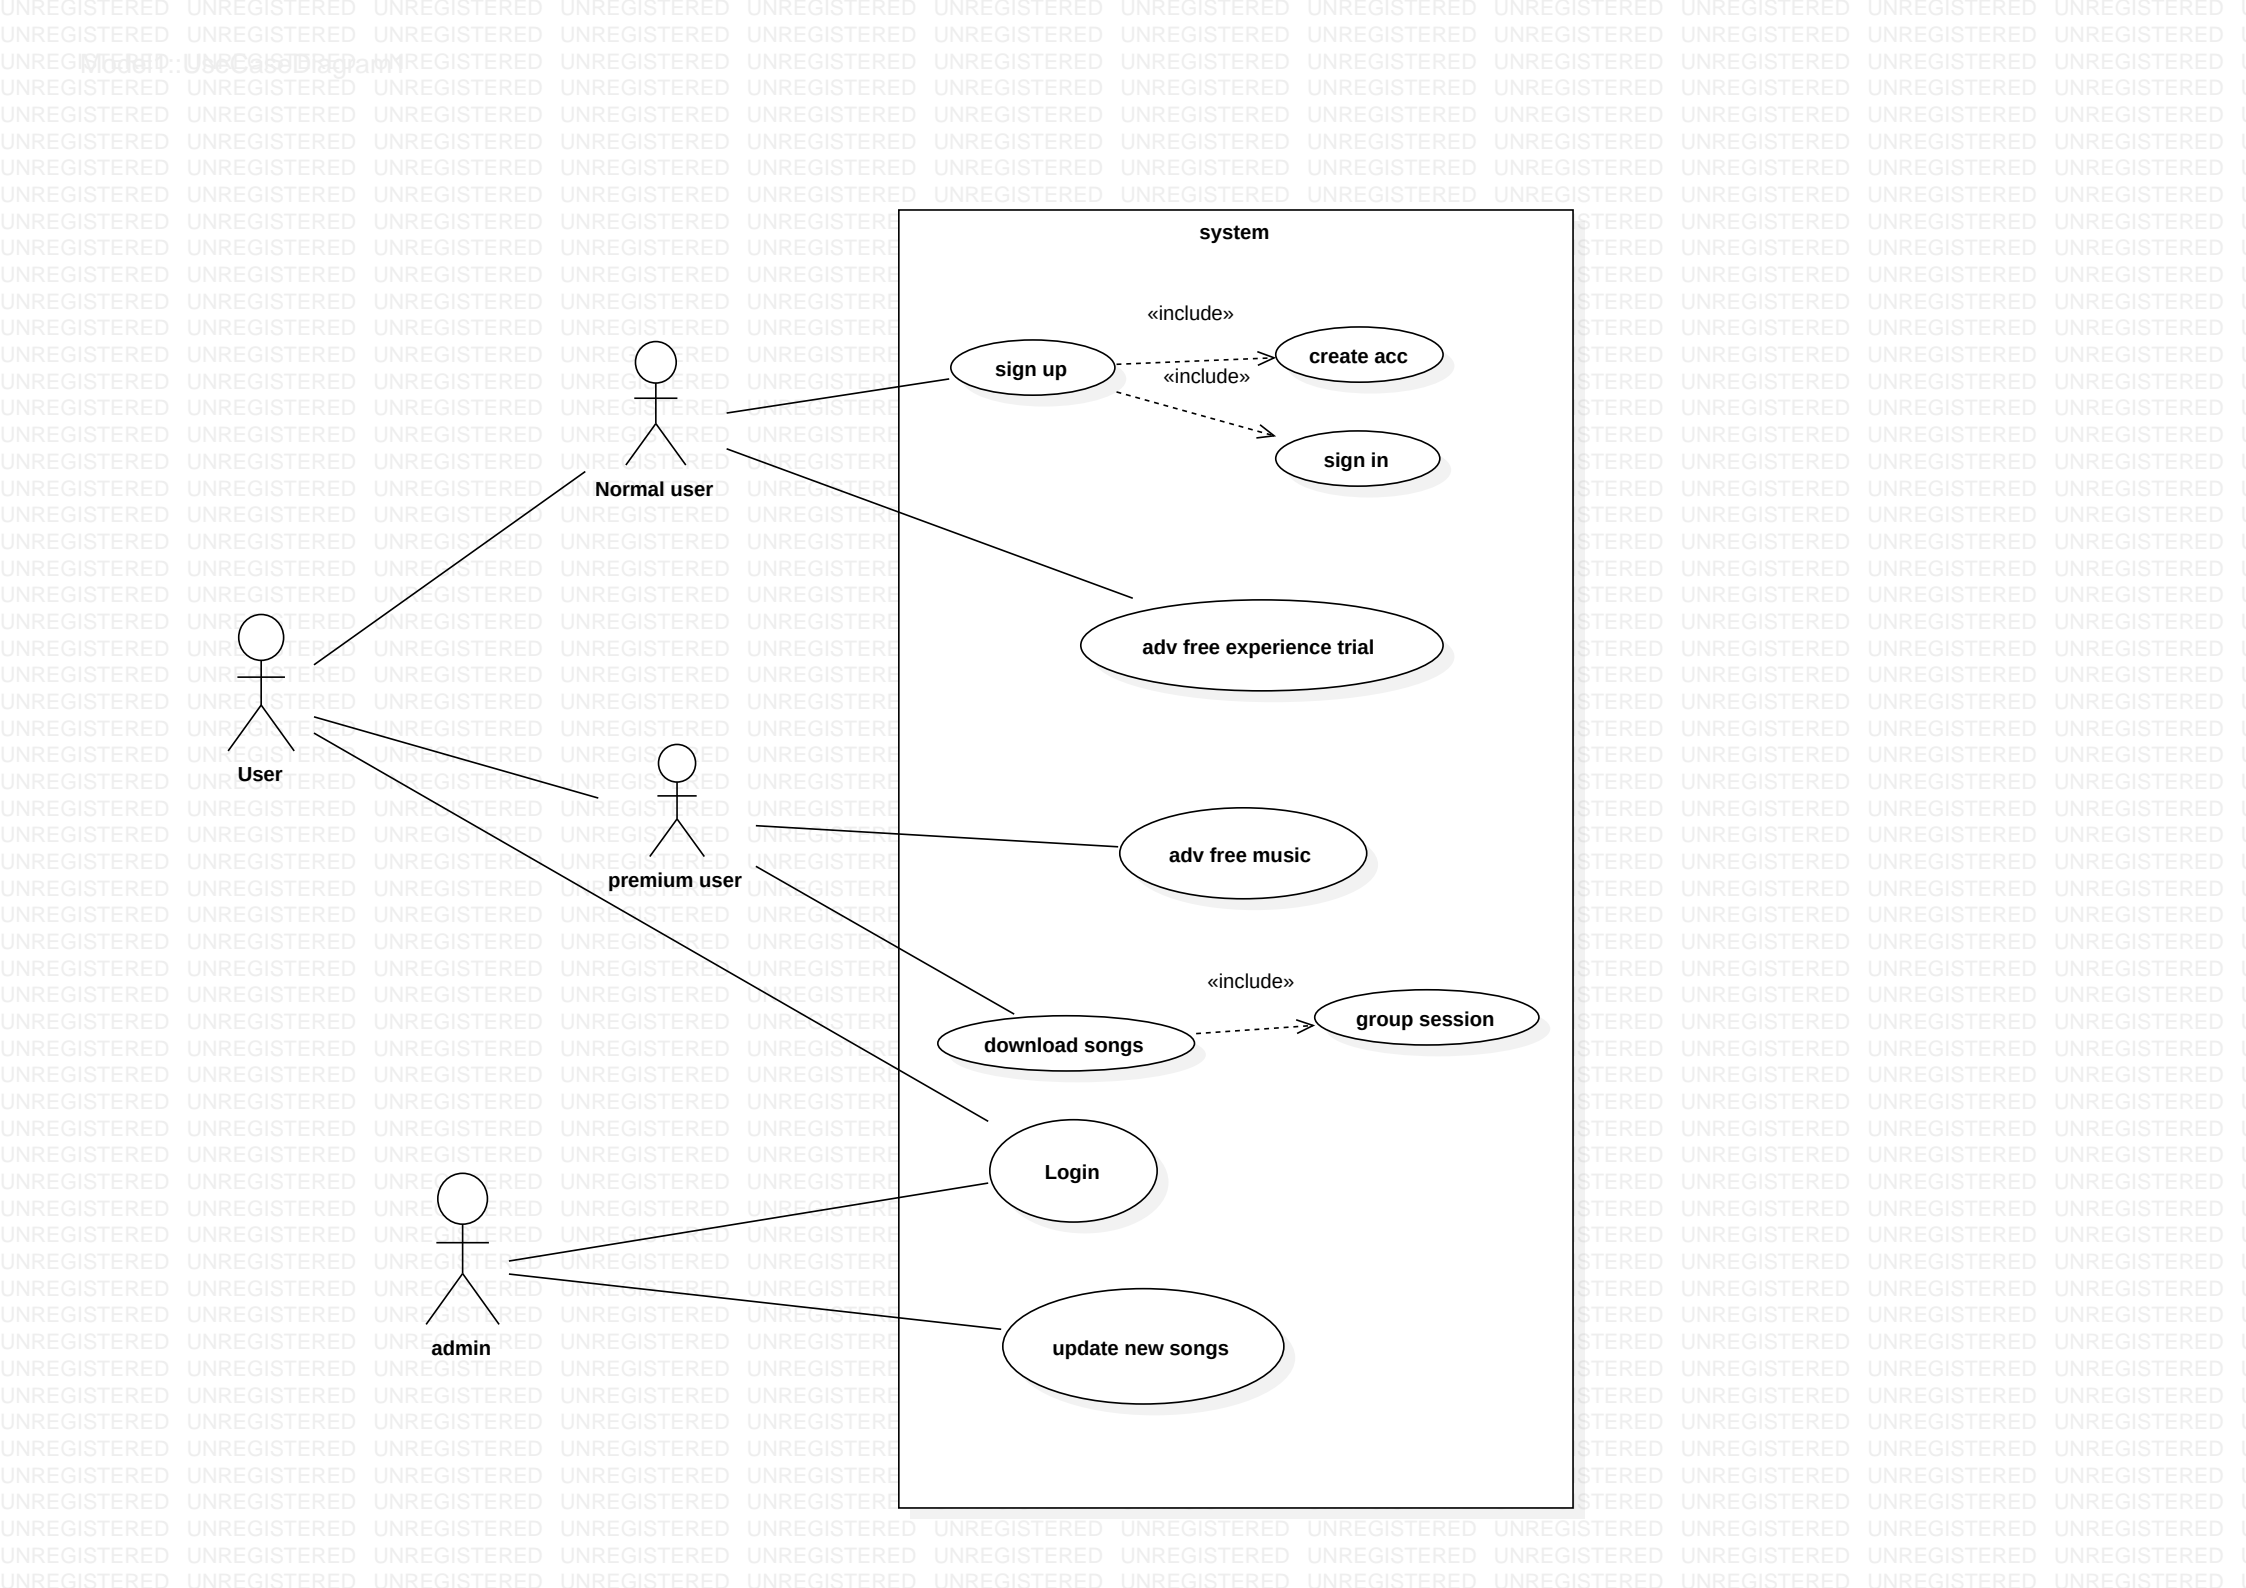 Model1::UseCaseDiagram1
system
«include»
sign up
create acc
«include»
sign in
Normal user
adv free experience trial
User
adv free music
premium user
«include»
group session
download songs
Login
admin
update new songs
UNREGISTERED